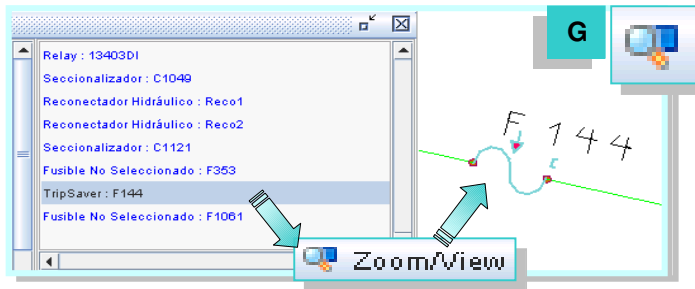 G
Relay : 13403DI
Seccionalizador : C1049
Reconectador Hidráulico : Reco1
Reconectador Hidráulico : Reco2
Seccionalizador : C1121
Fusible No Seleccionado : F353
TripSaver : F144
Fusible No Seleccionado : F1061
F 144
Zoom/View